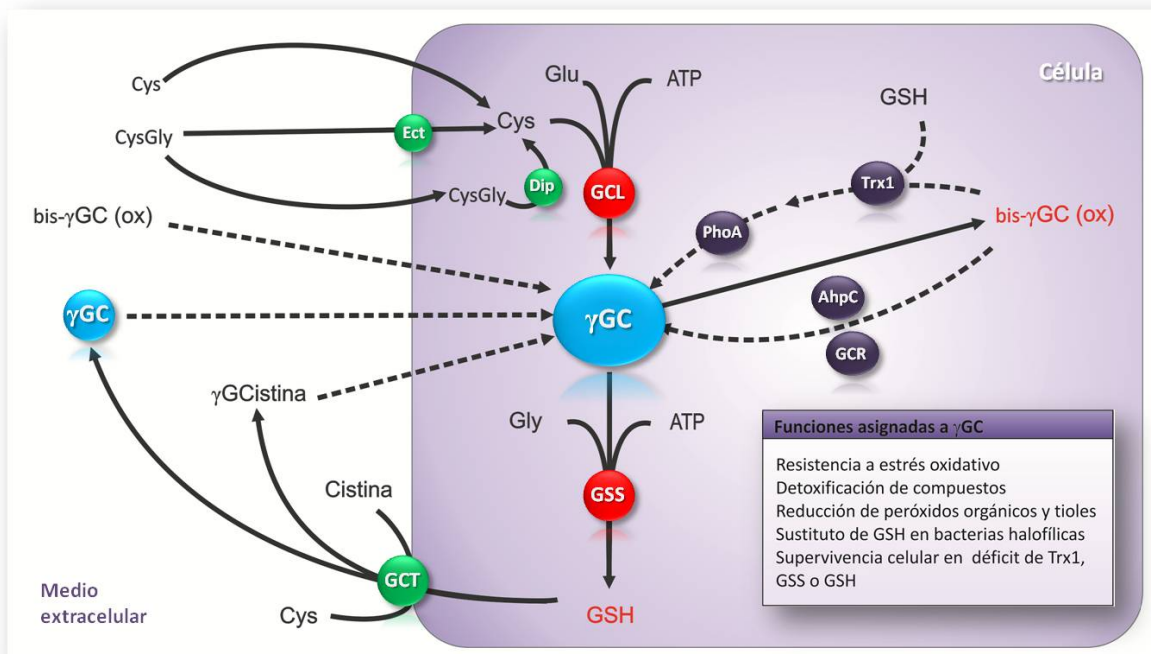 Célula
Glu
ATP
GSH
Cys
Cys
CysGly
Ect
CysGly
Dip
GCL
Trx1
bis-γGC (ox)
PhoA
bis-γGC (ox)
γGC
γGC
AhpC
GCR
γGCistina
Gly
ATP
Cistina
GSS
GCT
Cys
GSH
Medio
extracelular
Funciones asignadas a γGC
Resistencia a estrés oxidativo
Detoxificación de compuestos
Reducción de peróxidos orgánicos y tioles
Sustituto de GSH en bacterias halofílicas
Supervivencia celular en déficit de Trx1,
GSS o GSH